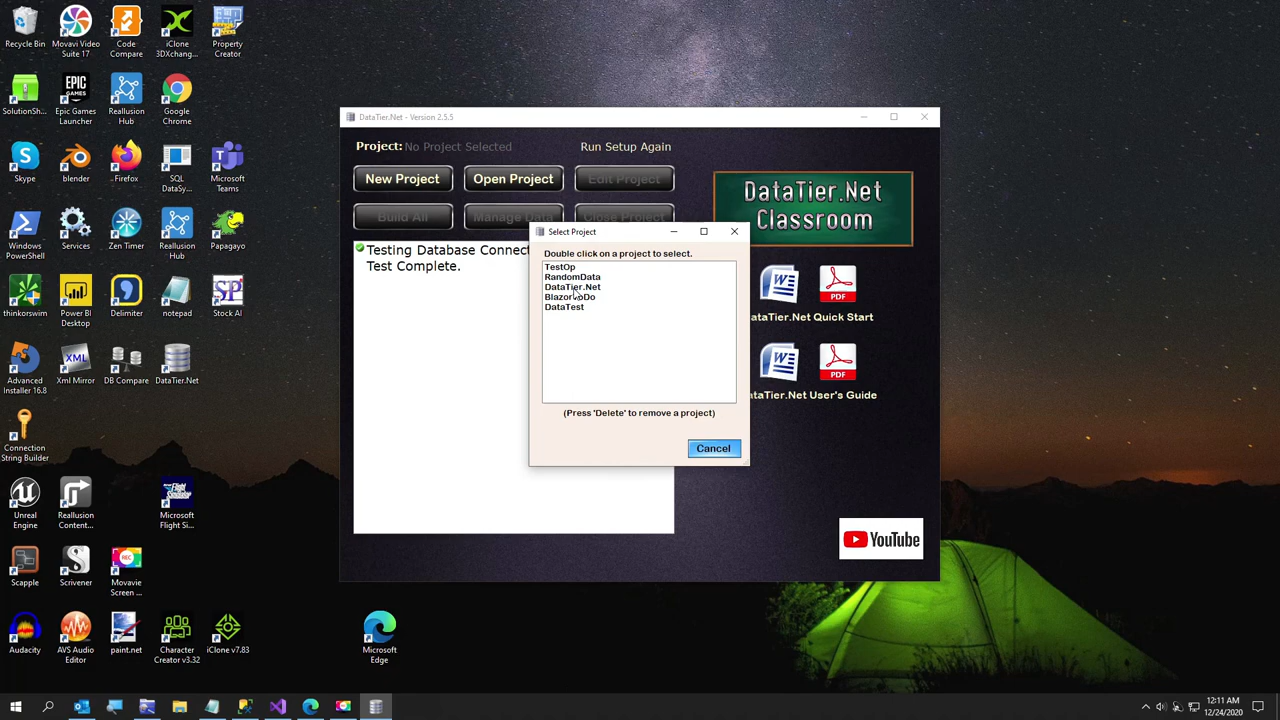 Recycle Bin
Movavi Video Suite 17
Code Compare
iClone 3DXchang...
Property Creator
SolutionSh...
EPIC GAMES
Epic Games Launcher
Reallusion Hub
Google Chrome
Skype
blender
Firefox
SQL DataSy...
Microsoft Teams
Windows PowerShell
Services
Zen Timer
Reallusion Hub
Papagayo
thinkorswim
Power BI Desktop
Delimiter
notepad
Stock AI
Advanced Installer 16.8
XML
Xml Mirror
DB Compare
DataTier.Net
Connection String Builder
Unreal Engine
Reallusion Content...
Microsoft Flight Si...
Scapple
Scrivener
REC
Movavie Screen ...
Audacity
AVS Audio Editor
paint.net
Character Creator v3.32
iClone v7.83
Microsoft Edge
DataTier.Net - Version 2.5.5
Project: No Project Selected
Run Setup Again
New Project
Open Project
Edit Project
Build All
Manage Data
Close Project
DataTier.Net
Classroom
Testing Database Connect
Test Complete.
Select Project
Double click on a project to select.
TestOp
RandomData
DataTier.Net
DataTest
(Press 'Delete' to remove a project)
Cancel
W
PDF
ataTier.Net Quick Start
W
PDF
ataTier.Net User's Guide
YouTube
12:11 AM
12/24/2020